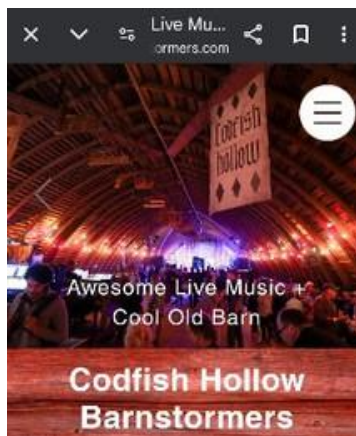 Live Mu...
ormers.com
Codfish
hollow
Awesome Live Music +
Cool Old Barn
Codfish Hollow
Barnstormers